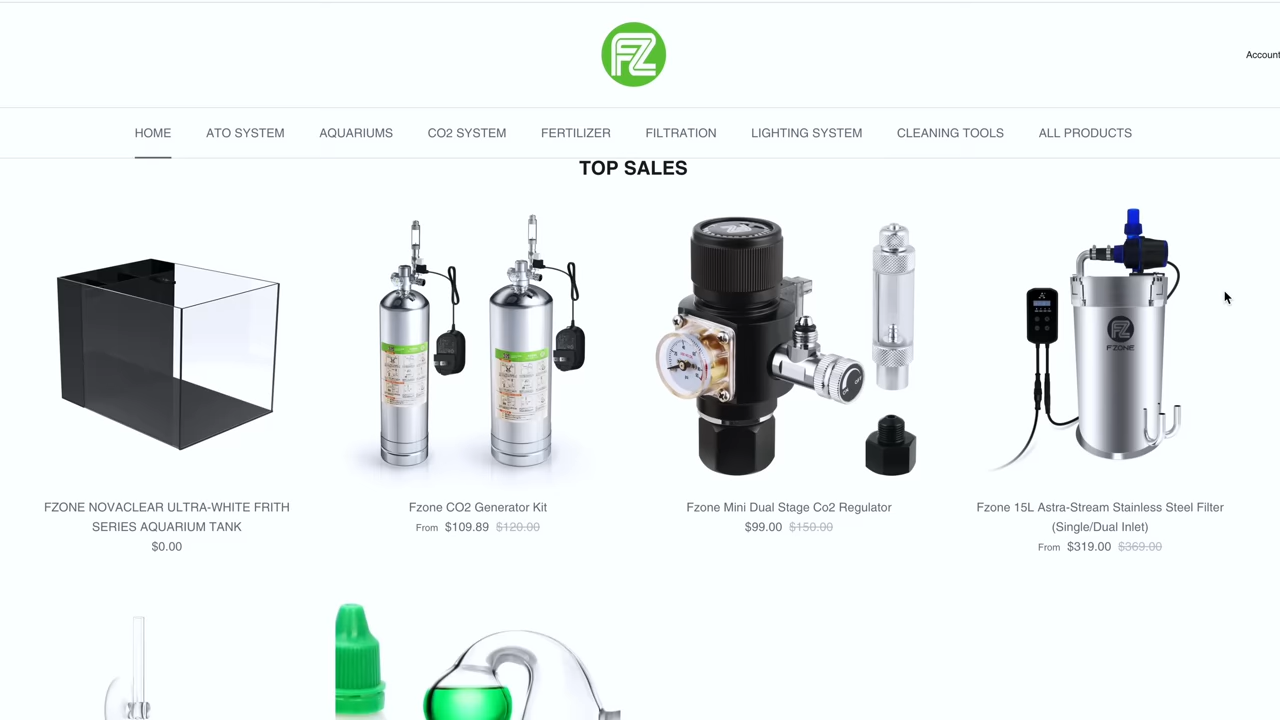 FZ
Account
HOME
ATO SYSTEM
AQUARIUMS
CO2 SYSTEM
FERTILIZER
FILTRATION
LIGHTING SYSTEM
CLEANING TOOLS
ALL PRODUCTS
TOP SALES
FZ
FZONE
FZONE NOVACLEAR ULTRA-WHITE FRITH
SERIES AQUARIUM TANK
$0.00
Fzone CO2 Generator Kit
From $109.89 $120.00
Fzone Mini Dual Stage Co2 Regulator
$99.00 $150.00
Fzone 15L Astra-Stream Stainless Steel Filter
(Single/Dual Inlet)
From $319.00 $369.00